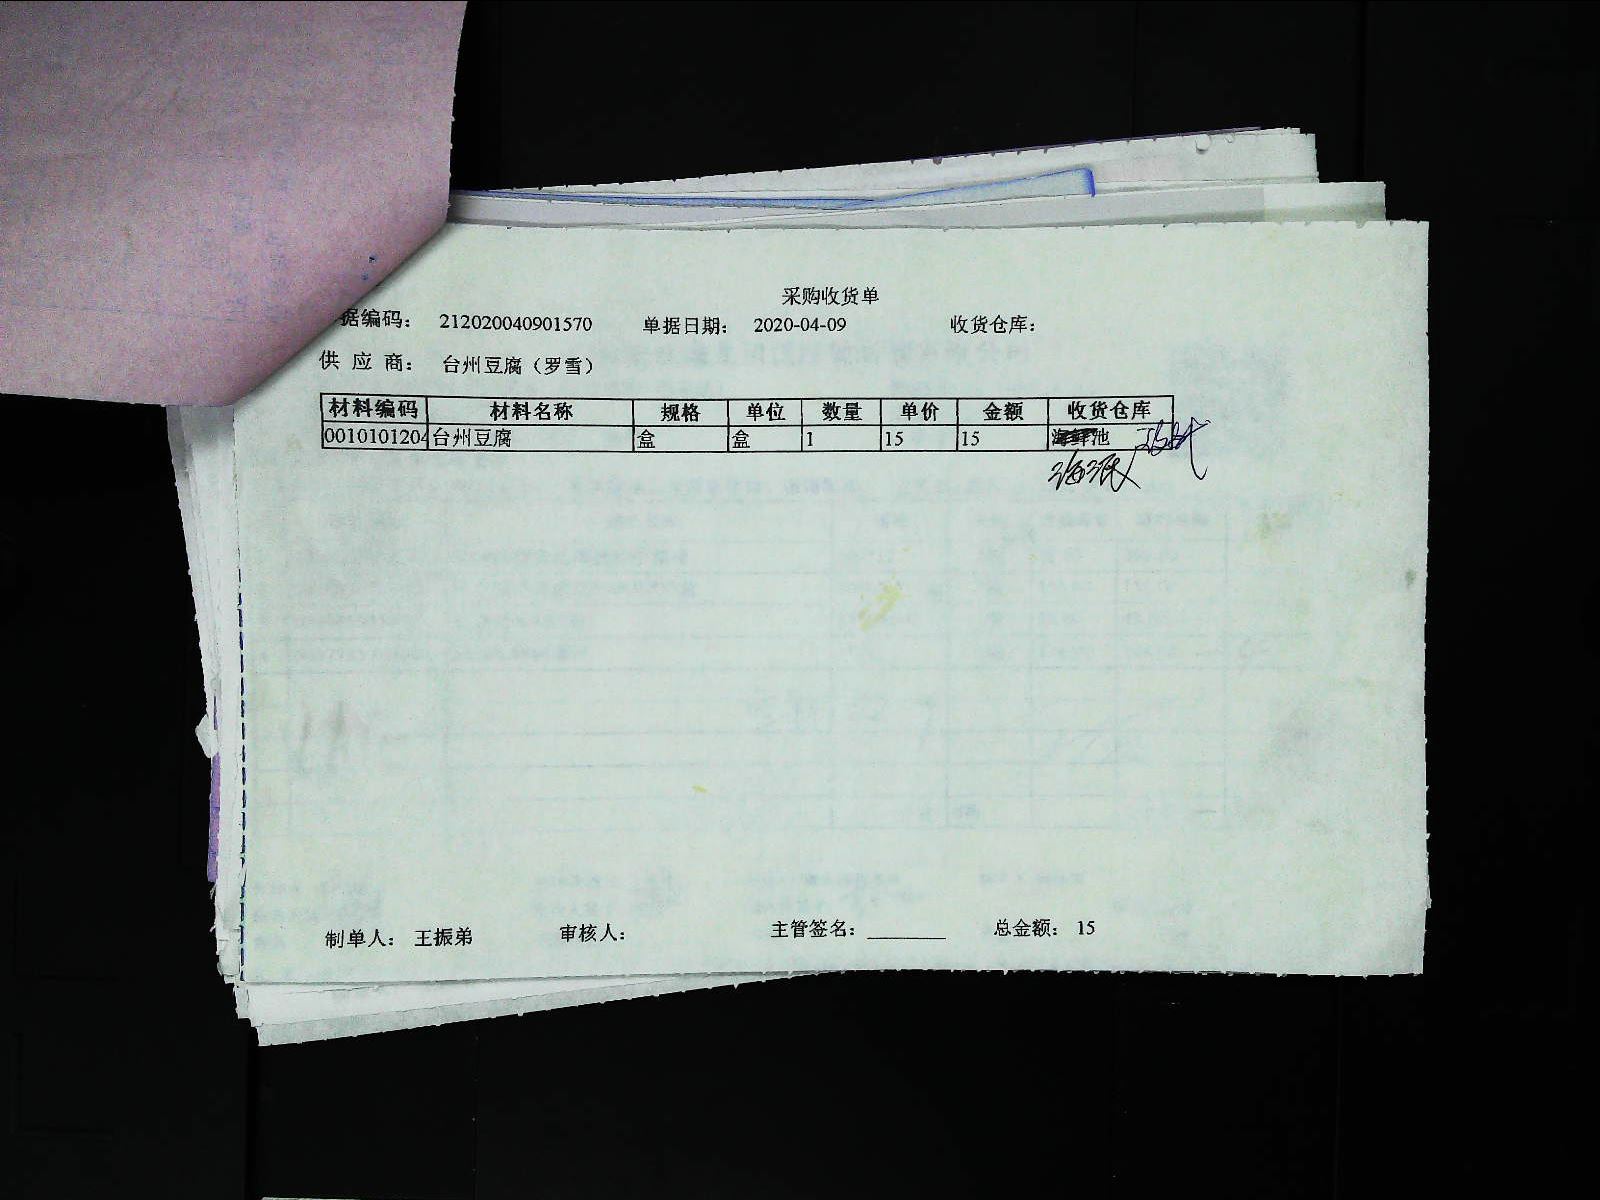 采购收货单
据编码： 212020040901570 单据日期： 2020-04-09 收货仓库：
供 应 商： 台州豆腐（罗雪）
材料编码 材料名称 规格 单位 数量 单价 金额 收货仓库
0010101204 台州豆腐 盒 盒 1 15 15 海鲜池
制单人： 王振弟 审核人： 主管签名： 总金额： 15